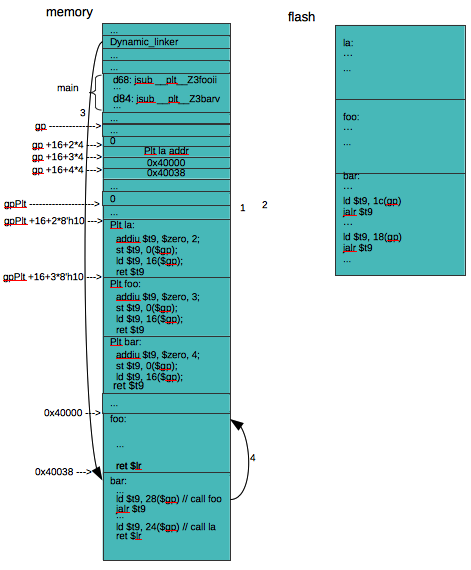 memory
flash
...
Dynamic_linker
...
...
d68: jsub __plt__Z3fooii
...
d84: jsub __plt__Z3barv
...
main
3
...
gp --------------->
...
0
gp +16+2*4 --->
Plt la addr
gp +16+3*4 --->
0x40000
gp +16+4*4 --->
0x40038
...
gpPlt ------------------->
0
gpPlt +16+2*8'h10 --->
...
Plt la:
addiu $t9, $zero, 2;
st $t9, 0($gp);
ld $t9, 16($gp);
ret $t9
gpPlt +16+3*8'h10 --->
Plt foo:
addiu $t9, $zero, 3;
st $t9, 0($gp);
ld $t9, 16($gp);
ret $t9
Plt bar:
addiu $t9, $zero, 4;
st $t9, 0($gp);
ld $t9, 16($gp);
ret $t9
...
0x40000 --->
foo:
...
ret $lr
0x40038 --->
bar:
...
ld $t9, 28($gp) // call foo
jalr $t9
...
ld $t9, 24($gp) // call la
ret $lr
1
2
4
la:
...
...
foo:
...
...
bar:
...
ld $t9, 1c(gp)
jalr $t9
...
ld $t9, 18(gp)
jalr $t9
...